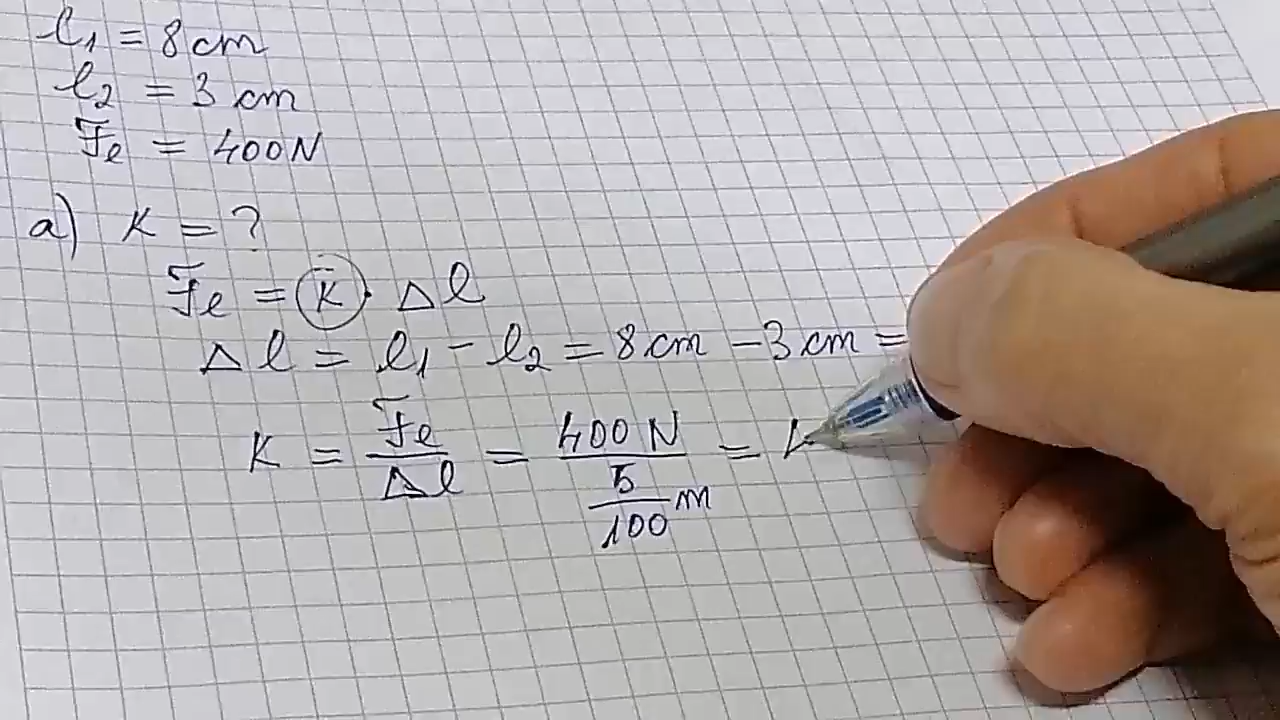 l₁ = 8 cm
l₂ = 3 cm
Fe = 400 N
a) K = ?
Fe = K · Δl
Δl = l₁ - l₂ = 8 cm - 3 cm =
K = Fe/Δl = 400 N / (5/100 m) =